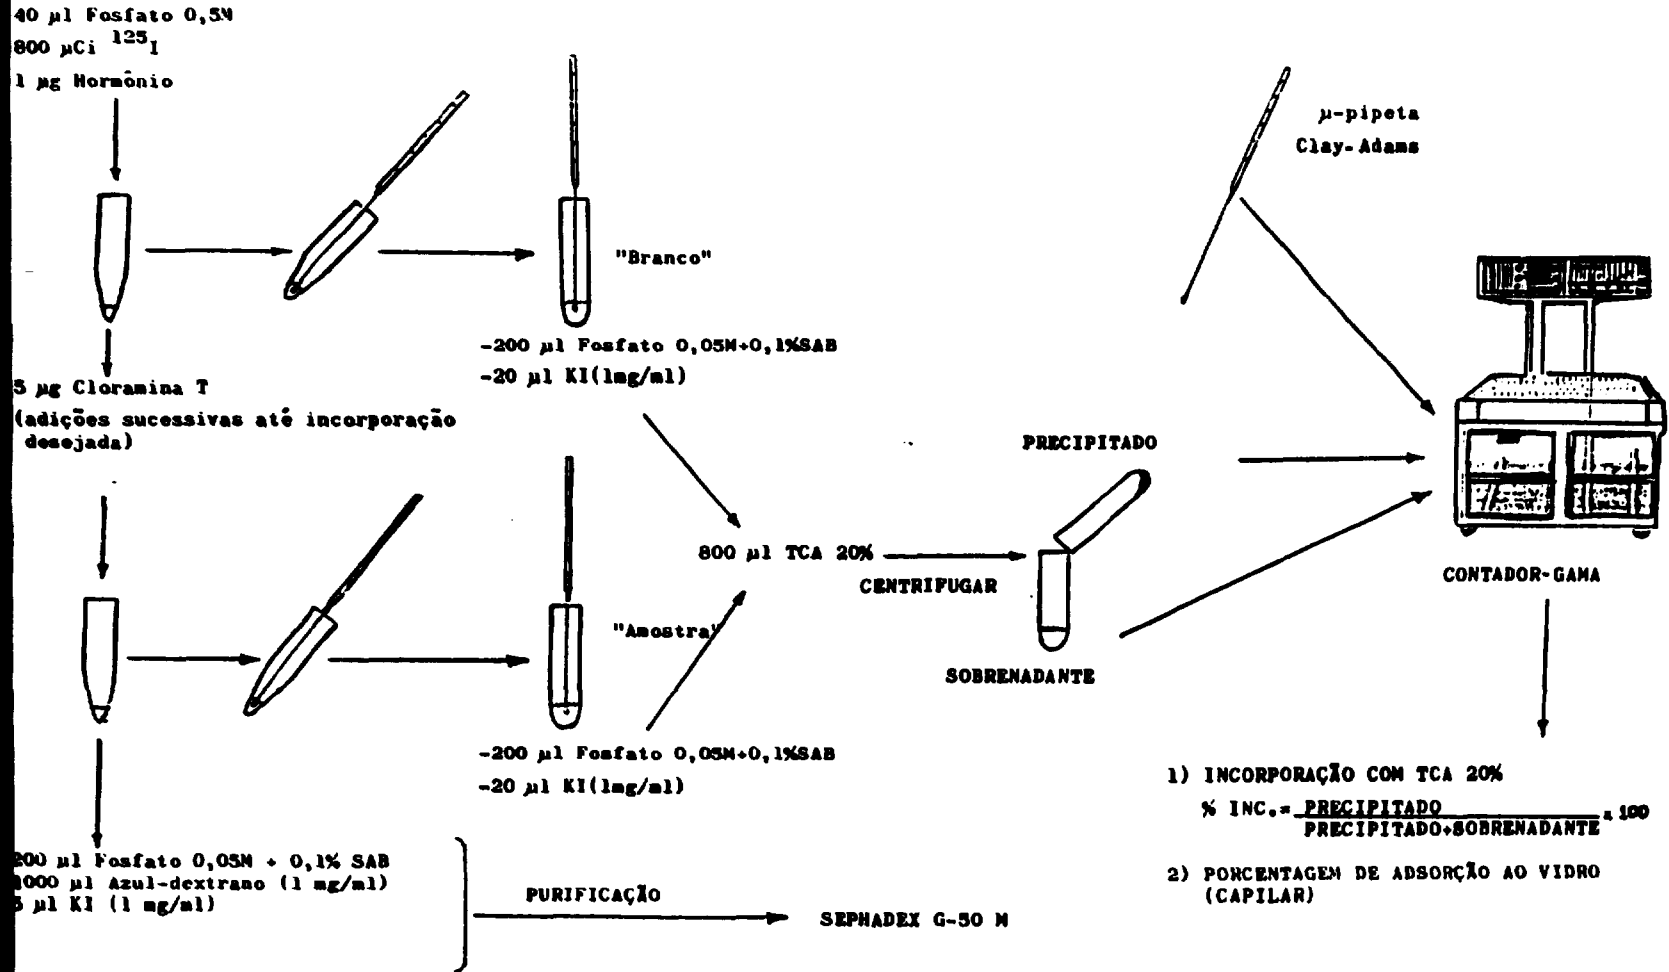 40 µl Fosfato 0,5M
800 µCi ¹²⁵I
1 µg Hormônio
µ-pipeta
Clay-Adams
"Branco"
-200 µl Fosfato 0,05M+0,1%SAB
-20 µl KI(1mg/ml)
5 µg Cloramina T
(adições sucessivas até incorporação
desejada)
PRECIPITADO
800 µl TCA 20%
CENTRIFUGAR
CONTADOR-GAMA
"Amostra"
SOBRENADANTE
-200 µl Fosfato 0,05M+0,1%SAB
-20 µl KI(1mg/ml)
1) INCORPORAÇÃO COM TCA 20%
% INC.= PRECIPITADO x 100
PRECIPITADO+SOBRENADANTE
2) PORCENTAGEM DE ADSORÇÃO AO VIDRO
(CAPILAR)
200 µl Fosfato 0,05M + 0,1% SAB
1000 µl Azul-dextrano (1 mg/ml)
5 µl KI (1 mg/ml)
PURIFICAÇÃO
SEPHADEX G-50 M